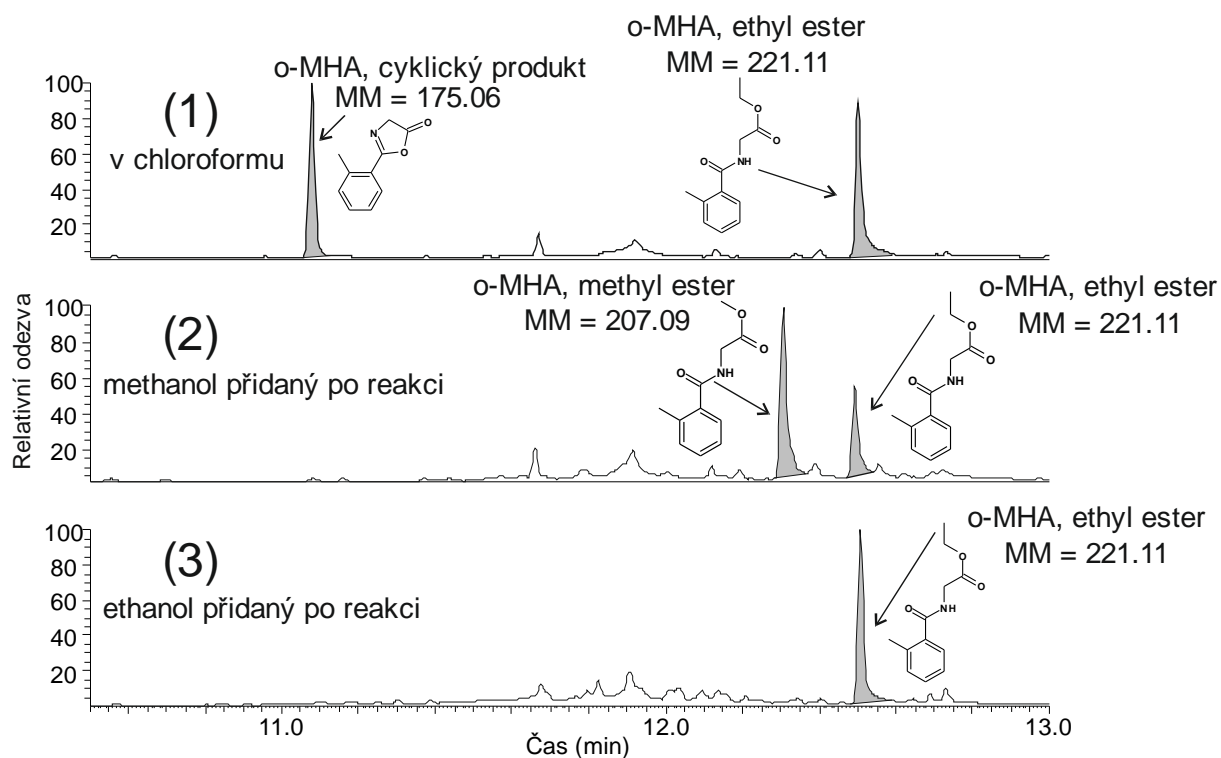 o-MHA, ethyl ester
MM = 221.11
o-MHA, cyklický produkt
MM = 175.06
(1)
v chloroformu
100
80
60
40
20
N
O
O
O
O
O
NH
o-MHA, methyl ester
MM = 207.09
o-MHA, ethyl ester
MM = 221.11
(2)
methanol přidaný po reakci
100
80
60
40
20
O
O
O
NH
O
O
O
NH
Relativní odezva
o-MHA, ethyl ester
MM = 221.11
(3)
ethanol přidaný po reakci
100
80
60
40
20
O
O
O
NH
11.0
12.0
13.0
Čas (min)